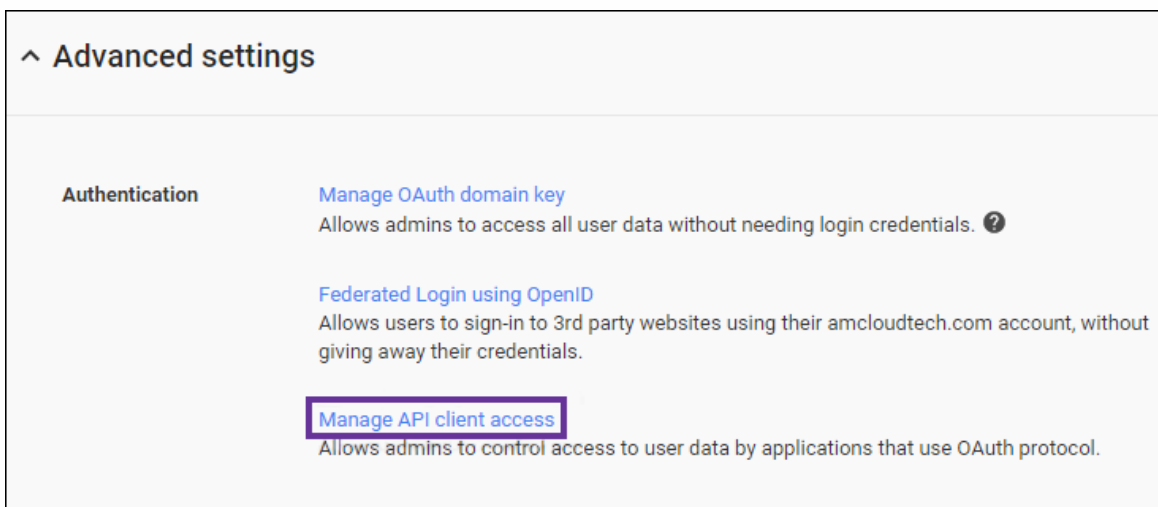 Advanced settings
Authentication
Manage OAuth domain key
Allows admins to access all user data without needing login credentials.
Federated Login using OpenID
Allows users to sign-in to 3rd party websites using their amcloudtech.com account, without
giving away their credentials.
Manage API client access
Allows admins to control access to user data by applications that use OAuth protocol.